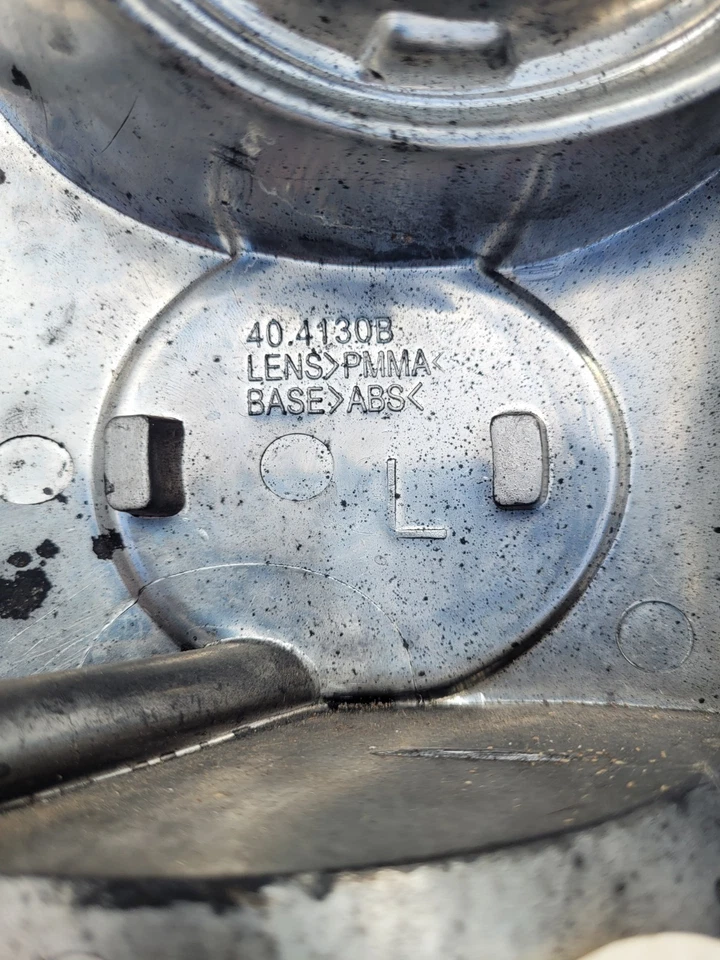 40.4130B
LENS>PMMA<
BASE>ABS<
L